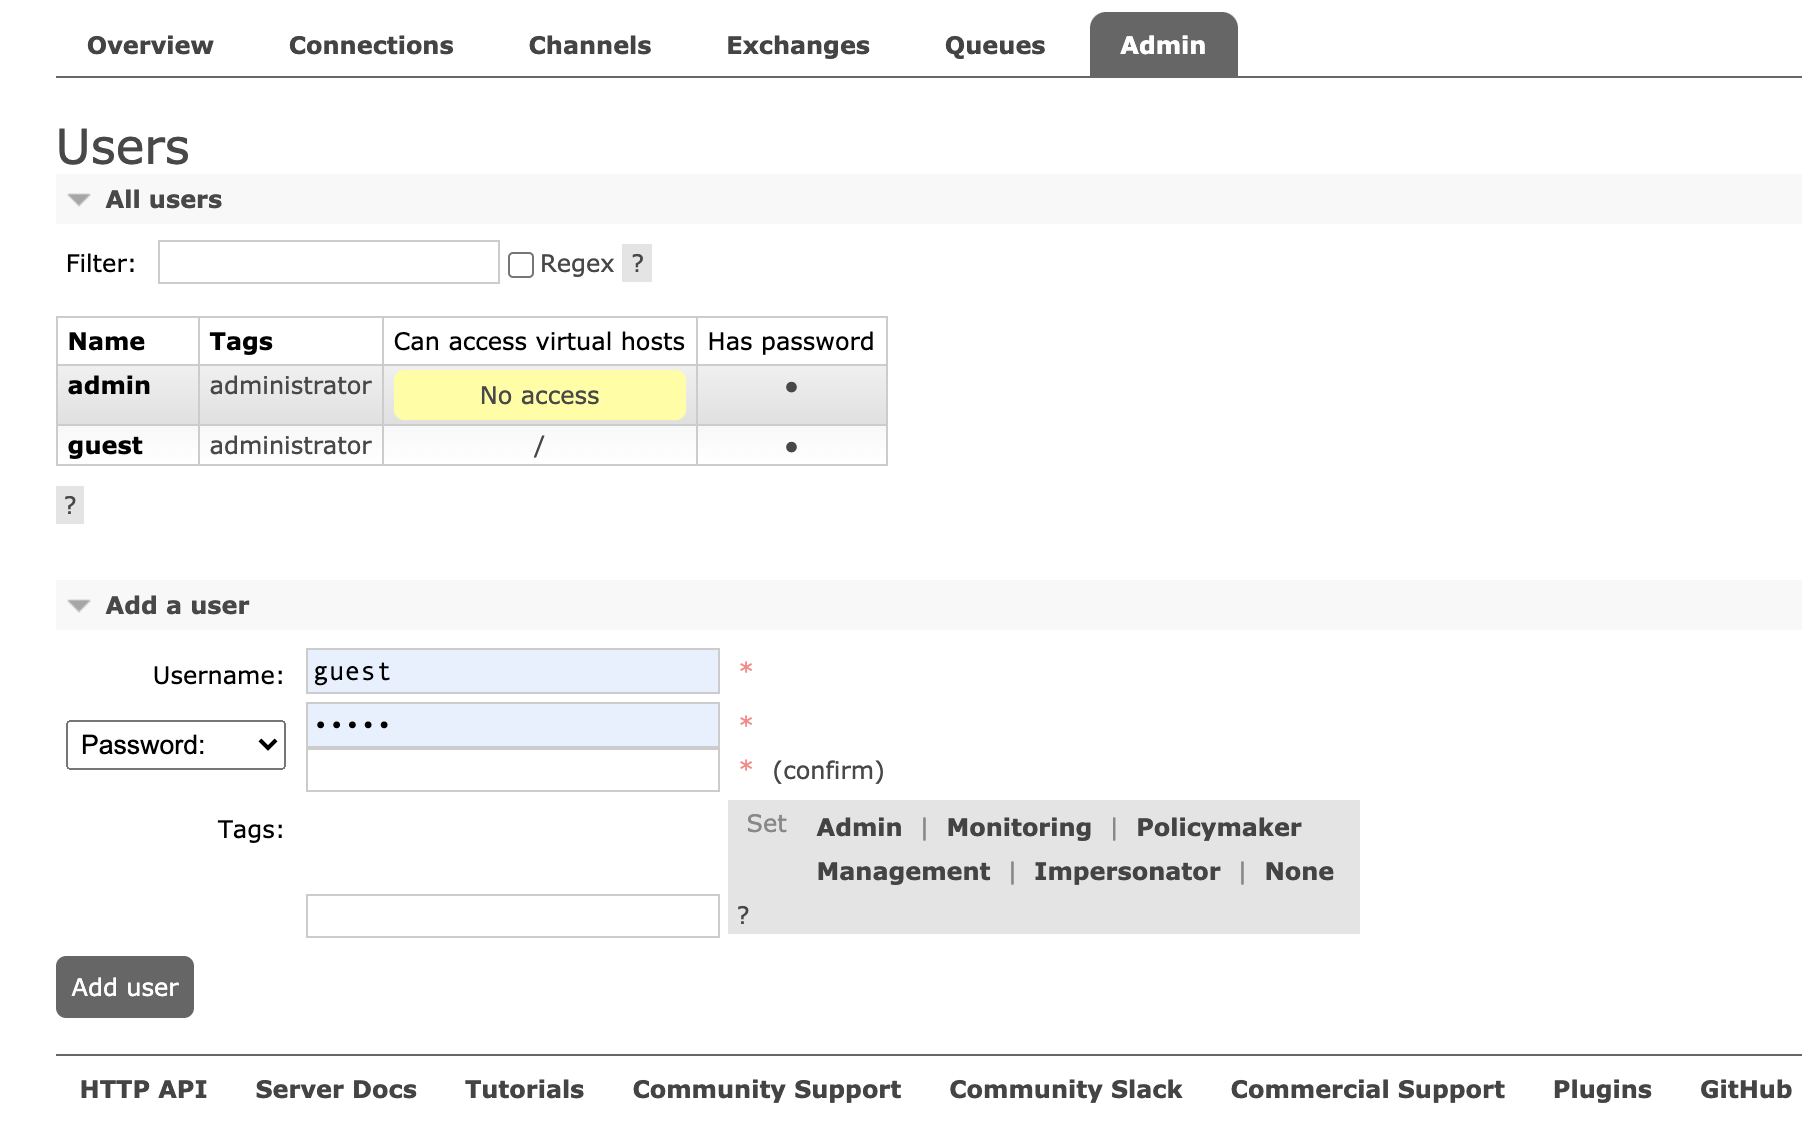 Overview Connections Channels Exchanges Queues Admin
Users
All users
Filter: Regex ?
Name Tags Can access virtual hosts Has password
admin administrator No access ●
guest administrator / ●
?
Add a user
Username: guest *
Password: ••••• *
* (confirm)
Tags: Set Admin | Monitoring | Policymaker
Management | Impersonator | None
?
Add user
HTTP API Server Docs Tutorials Community Support Community Slack Commercial Support Plugins GitHub